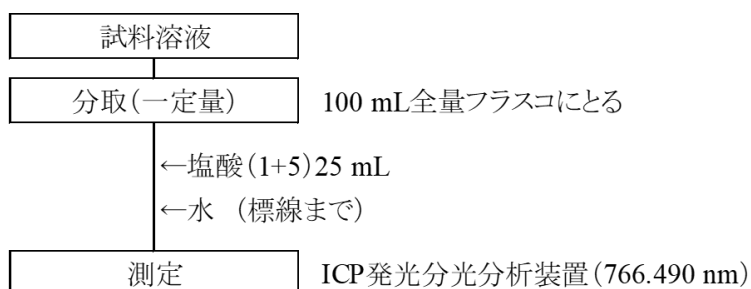 試料溶液
分取(一定量) 100 mL全量フラスコにとる
←塩酸(1+5)25 mL
←水 (標線まで)
測定 ICP発光分光分析装置(766.490 nm)